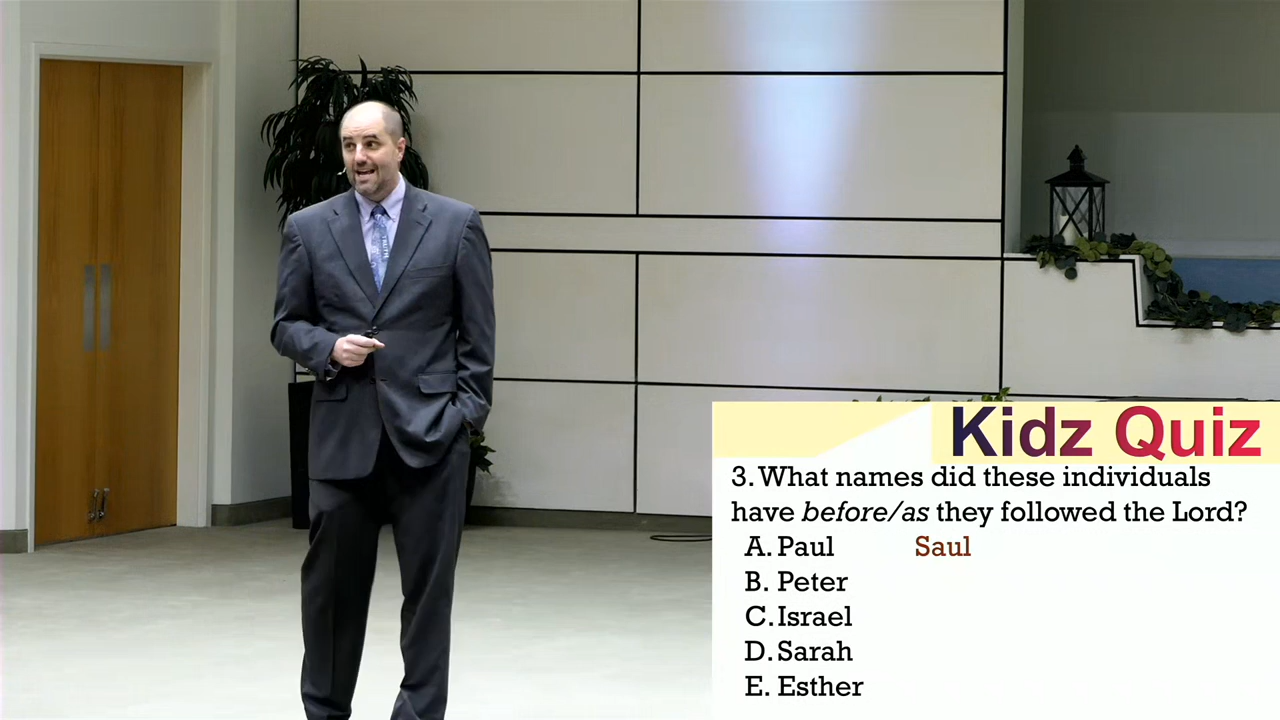 Kidz Quiz
3. What names did these individuals
have before/as they followed the Lord?
A. Paul Saul
B. Peter
C. Israel
D. Sarah
E. Esther